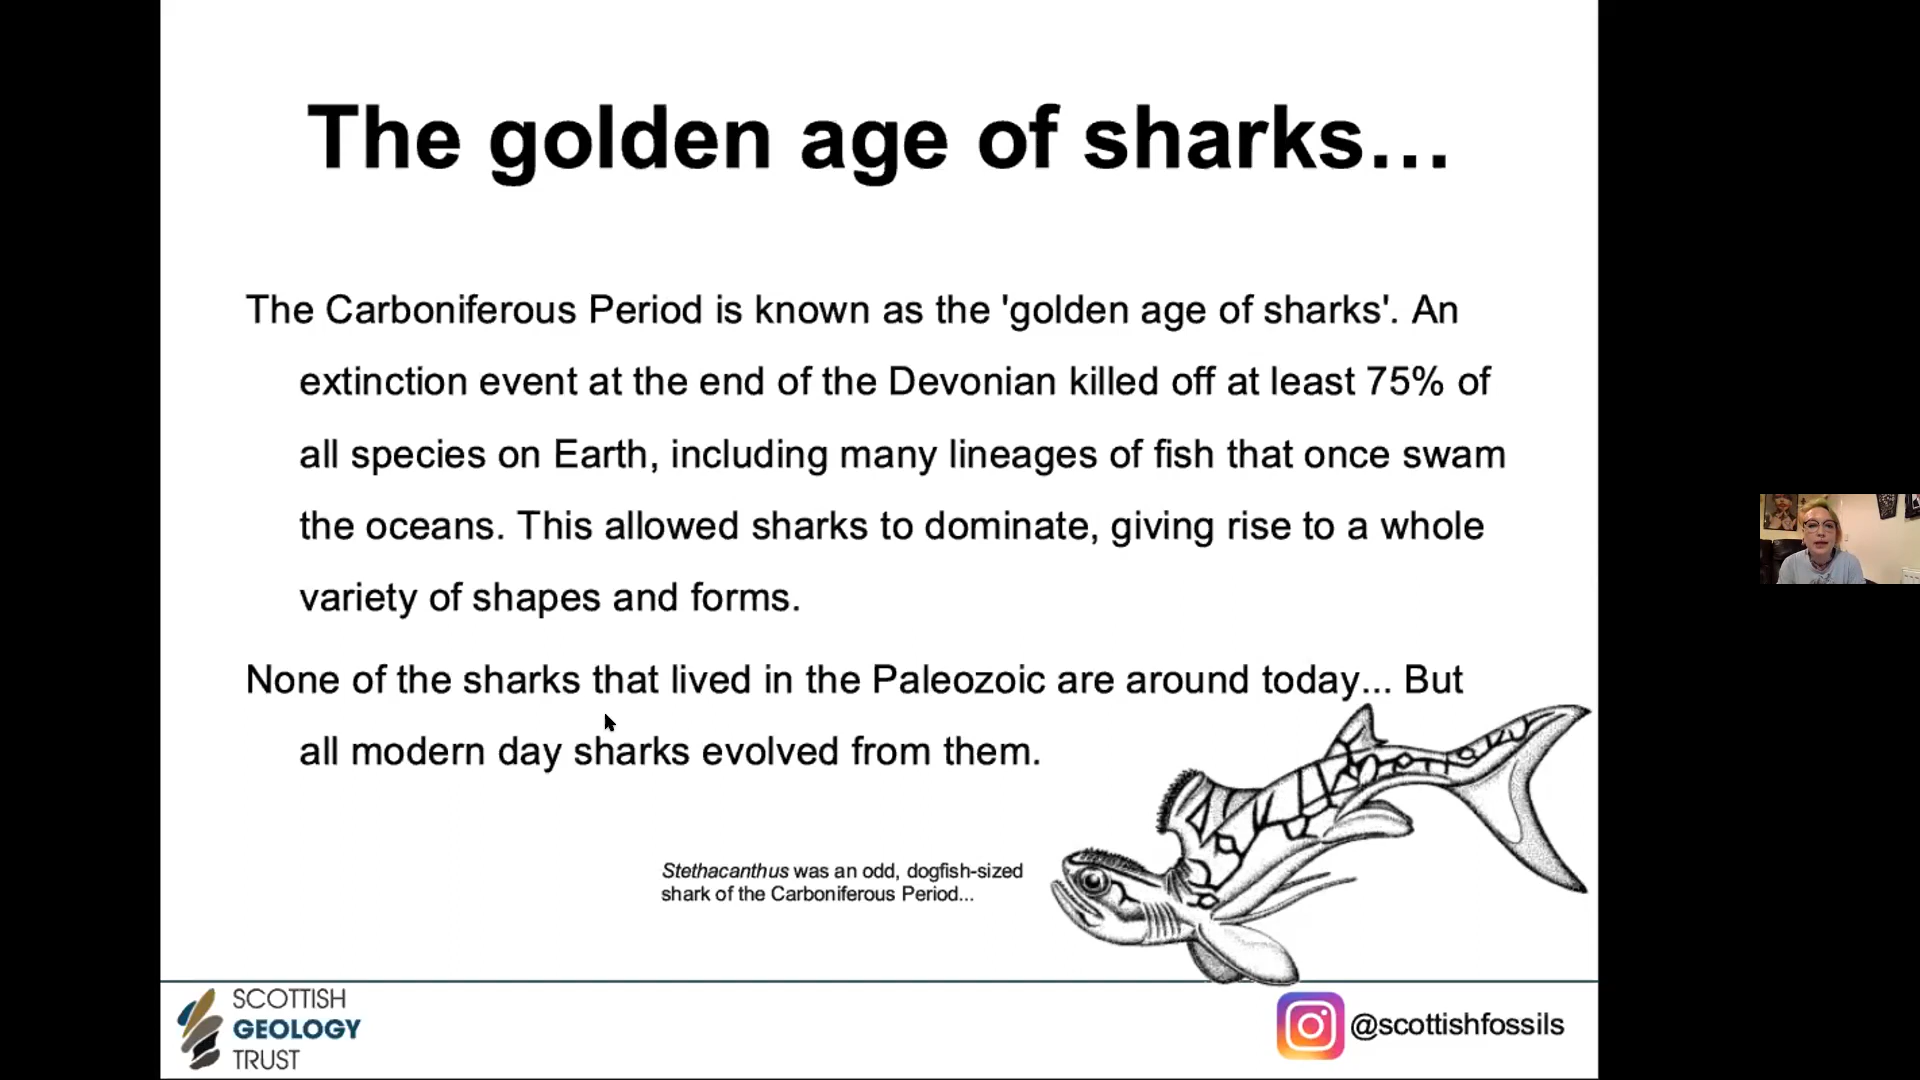 The golden age of sharks...
The Carboniferous Period is known as the 'golden age of sharks'. An
extinction event at the end of the Devonian killed off at least 75% of
all species on Earth, including many lineages of fish that once swam
the oceans. This allowed sharks to dominate, giving rise to a whole
variety of shapes and forms.
None of the sharks that lived in the Paleozoic are around today... But
all modern day sharks evolved from them.
Stethacanthus was an odd, dogfish-sized
shark of the Carboniferous Period...
SCOTTISH
GEOLOGY
TRUST
@scottishfossils